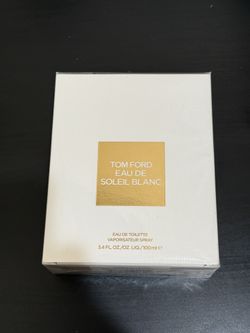 TOM FORD
EAU DE
SOLEIL BLANC
EAU DE TOILETTE
VAPORISATEUR SPRAY
3.4 FL.OZ./OZ. LIQ./100ML ℮